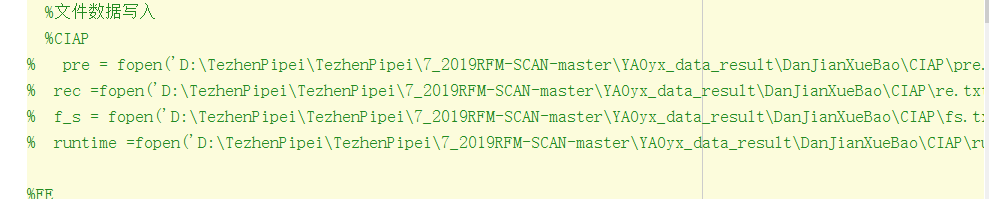 %文件数据写入
%CIAP
% pre = fopen('D:\TezhenPipei\TezhenPipei\7_2019RFM-SCAN-master\YAOyx_data_result\DanJianXueBao\CIAP\pre.
% rec =fopen('D:\TezhenPipei\TezhenPipei\7_2019RFM-SCAN-master\YAOyx_data_result\DanJianXueBao\CIAP\re.txt
% f_s = fopen('D:\TezhenPipei\TezhenPipei\7_2019RFM-SCAN-master\YAOyx_data_result\DanJianXueBao\CIAP\fs.tx
% runtime =fopen('D:\TezhenPipei\TezhenPipei\7_2019RFM-SCAN-master\YAOyx_data_result\DanJianXueBao\CIAP\ru
%FE